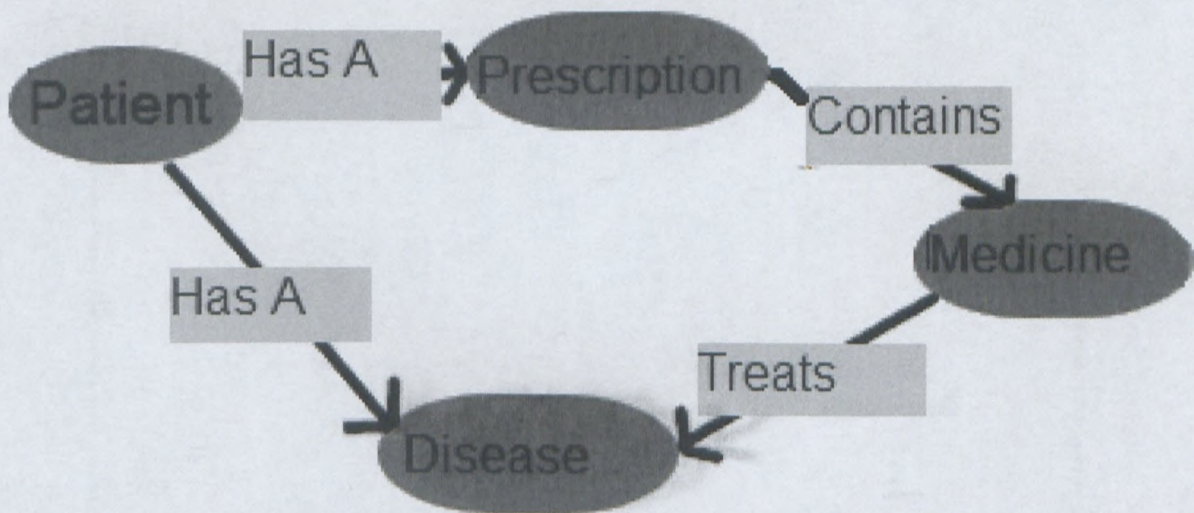 Patient
Has A
Prescription
Contains
Medicine
Has A
Treats
Disease